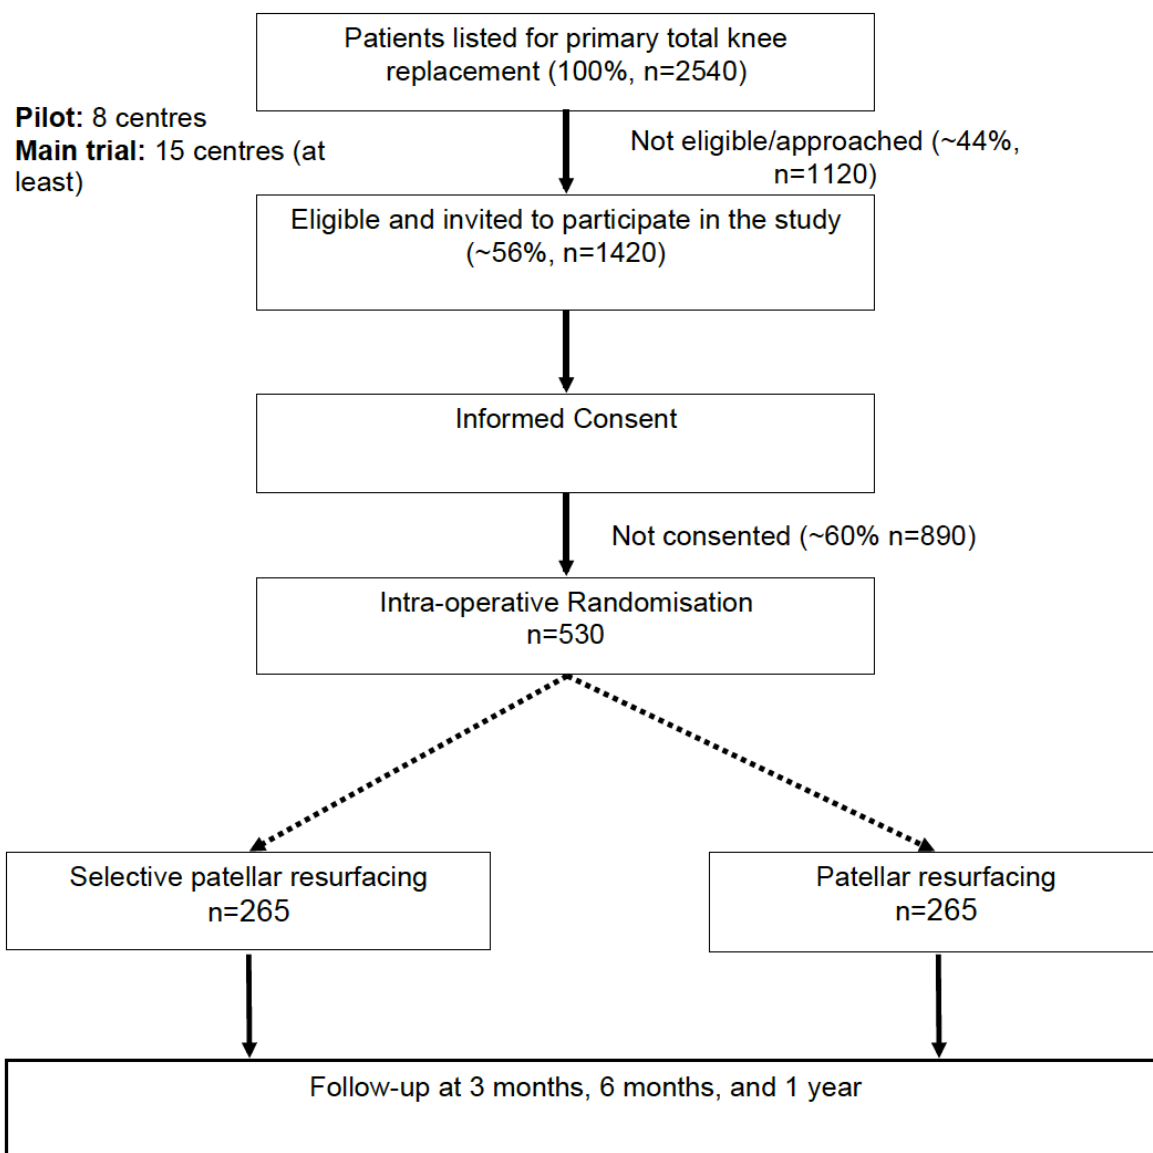 Patients listed for primary total knee
replacement (100%, n=2540)
Pilot: 8 centres
Main trial: 15 centres (at
least)
Not eligible/approached (~44%,
n=1120)
Eligible and invited to participate in the study
(~56%, n=1420)
Informed Consent
Not consented (~60% n=890)
Intra-operative Randomisation
n=530
Selective patellar resurfacing
n=265
Patellar resurfacing
n=265
Follow-up at 3 months, 6 months, and 1 year